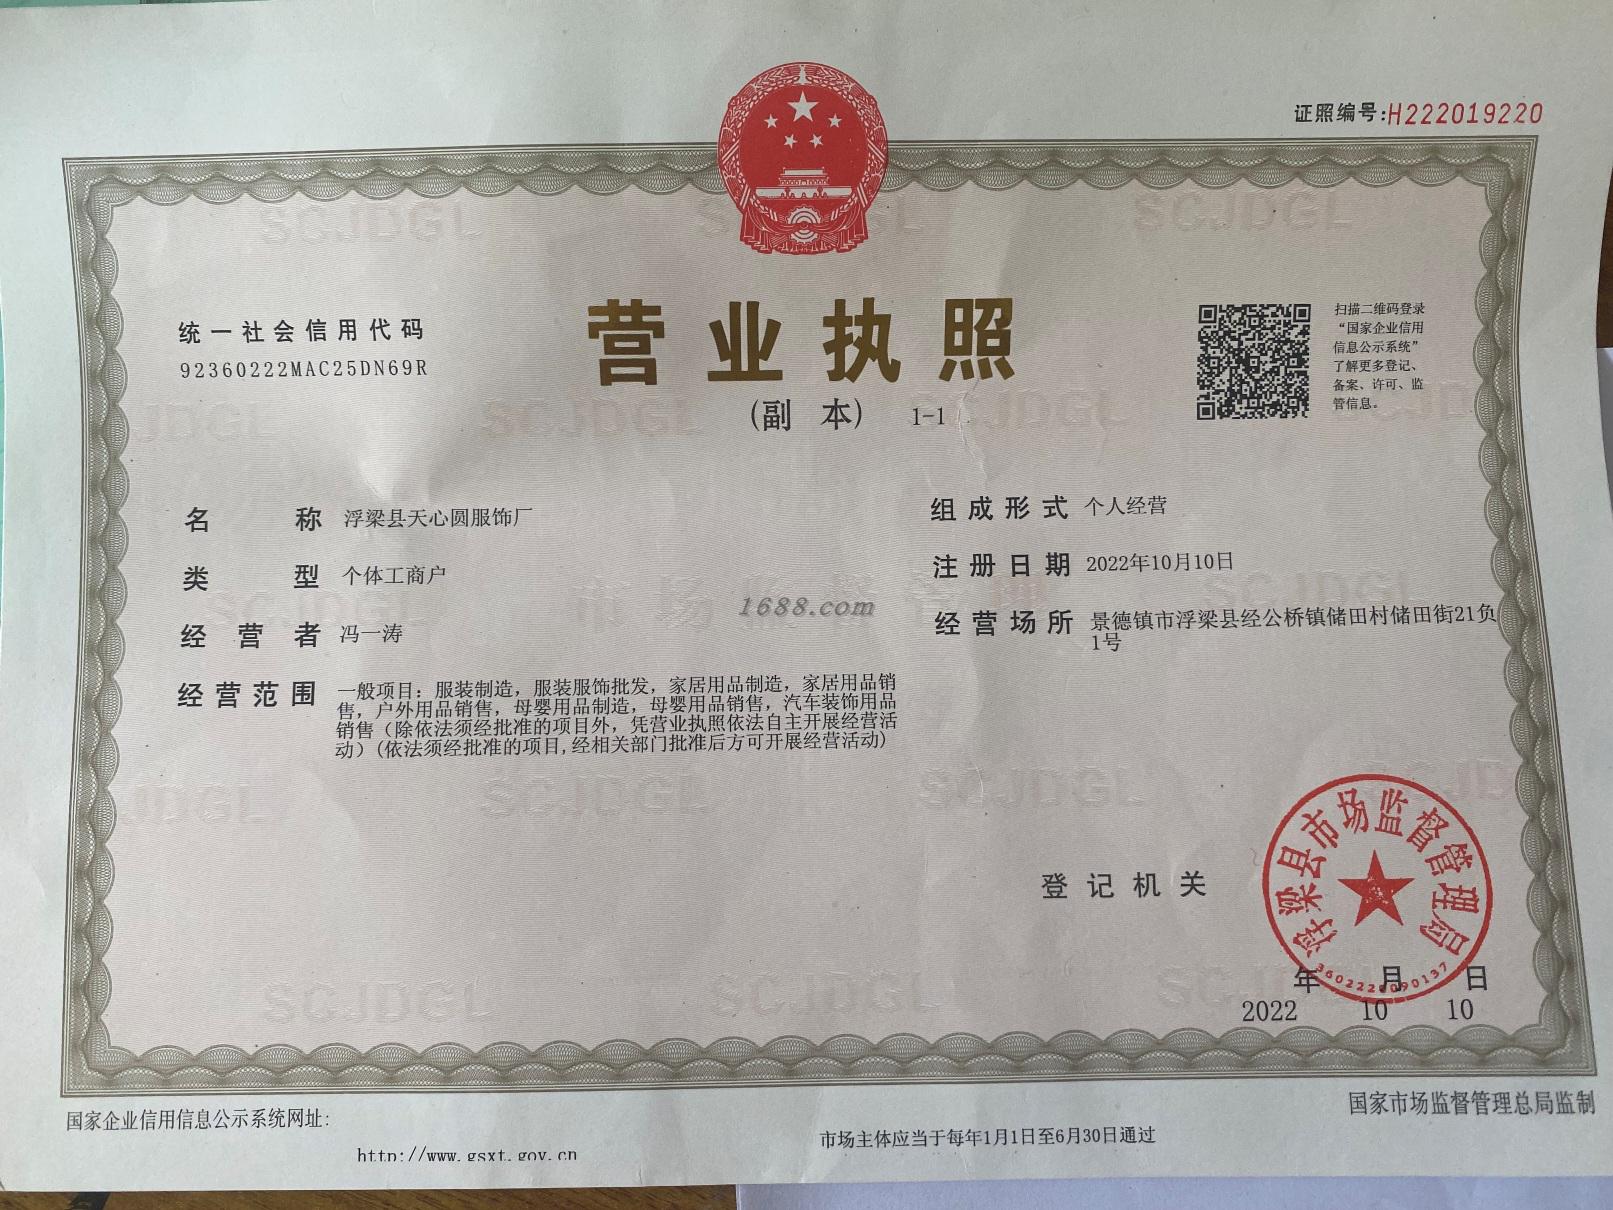 证照编号:H222019220
统一社会信用代码
92360222MAC25DN69R
营业执照
(副 本) 1-1
扫描二维码登录
“国家企业信用
信息公示系统”
了解更多登记、
备案、许可、监
管信息。
名 称 浮梁县天心圆服饰厂
类 型 个体工商户
经 营 者 冯一涛
经营范围 一般项目：服装制造，服装服饰批发，家居用品制造，家居用品销
售，户外用品销售，母婴用品制造，母婴用品销售，汽车装饰用品
销售（除依法须经批准的项目外，凭营业执照依法自主开展经营活
动）(依法须经批准的项目,经相关部门批准后方可开展经营活动)
组成形式 个人经营
注册日期 2022年10月10日
经营场所 景德镇市浮梁县经公桥镇储田村储田街21负
1号
1688.com
SCJDGL
市场监督管理
登记机关
浮梁县市场监督管理局
3602222090137
年 月 日
2022 10 10
国家企业信用信息公示系统网址:
http://www.gsxt.gov.cn
市场主体应当于每年1月1日至6月30日通过
国家市场监督管理总局监制